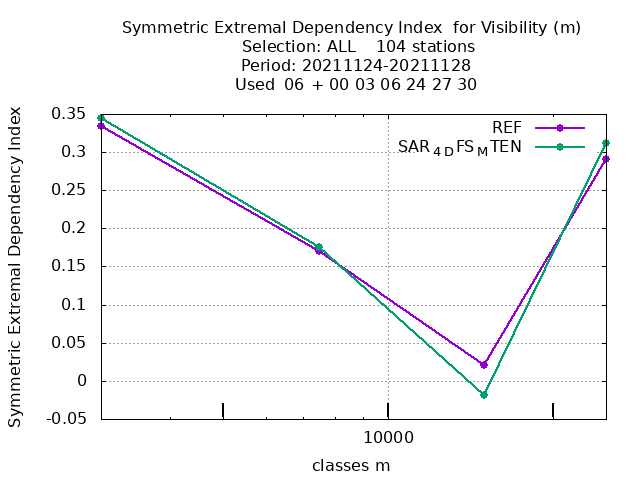 Symmetric Extremal Dependency Index  for Visibility (m)
Selection: ALL    104 stations
Period: 20211124-20211128
Used  06 + 00 03 06 24 27 30
Symmetric Extremal Dependency Index
0.35
0.3
0.25
0.2
0.15
0.1
0.05
0
-0.05
REF
SAR4DFSMTEN
10000
classes m